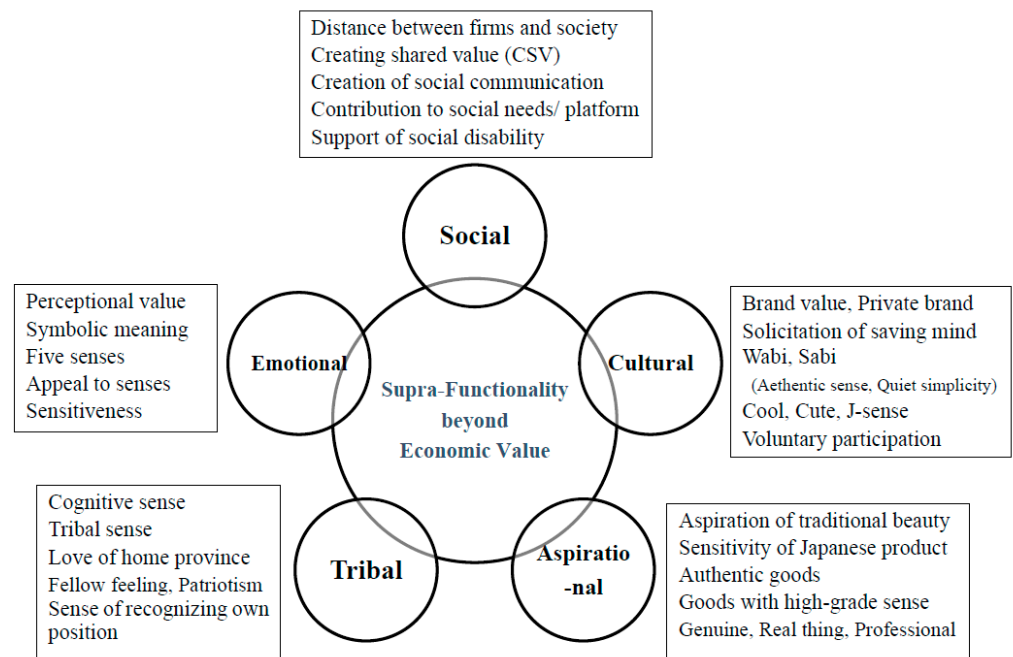 Distance between firms and society
Creating shared value (CSV)
Creation of social communication
Contribution to social needs/ platform
Support of social disability
Social
Perceptional value
Symbolic meaning
Five senses
Appeal to senses
Sensitiveness
Emotional
Cultural
Brand value, Private brand
Solicitation of saving mind
Wabi, Sabi
(Aethentic sense, Quiet simplicity)
Cool, Cute, J-sense
Voluntary participation
Supra-Functionality
beyond
Economic Value
Cognitive sense
Tribal sense
Love of home province
Fellow feeling, Patriotism
Sense of recognizing own
position
Tribal
Aspiratio
-nal
Aspiration of traditional beauty
Sensitivity of Japanese product
Authentic goods
Goods with high-grade sense
Genuine, Real thing, Professional